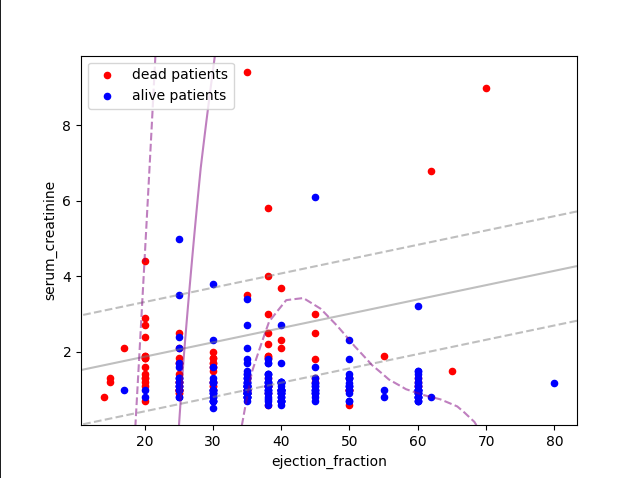 dead patients
alive patients
serum_creatinine
8
6
4
2
20 30 40 50 60 70 80
ejection_fraction